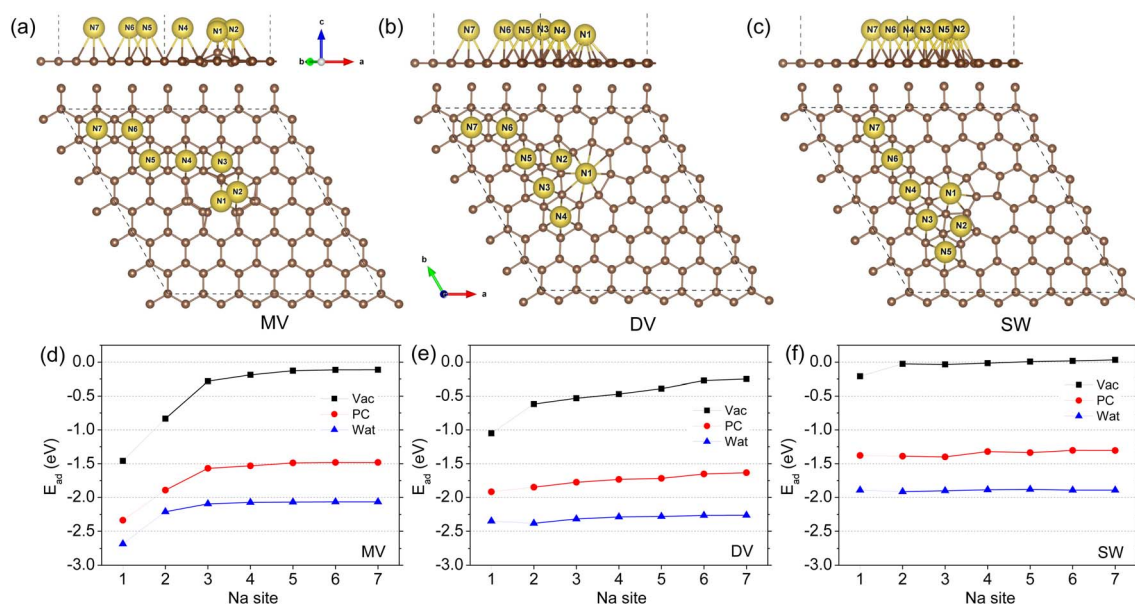 (a)
N7 N6 N5 N4 N1 N2
c
b a
N7 N6
N5 N4 N3
N2
N1
MV
(b)
N7 N6 N5 N3 N4 N1
N7 N6
N5 N2
N1
N3
N4
b
a
DV
(c)
N7 N6 N4 N3 N5 N2
N7
N6
N4 N1
N3
N2
N5
SW
(d)
0.0
-0.5
-1.0
-1.5
-2.0
-2.5
-3.0
E_ad (eV)
Vac
PC
Wat
MV
1 2 3 4 5 6 7
Na site
(e)
0.0
-0.5
-1.0
-1.5
-2.0
-2.5
-3.0
E_ad (eV)
Vac
PC
Wat
DV
1 2 3 4 5 6 7
Na site
(f)
0.0
-0.5
-1.0
-1.5
-2.0
-2.5
-3.0
E_ad (eV)
Vac
PC
Wat
SW
1 2 3 4 5 6 7
Na site